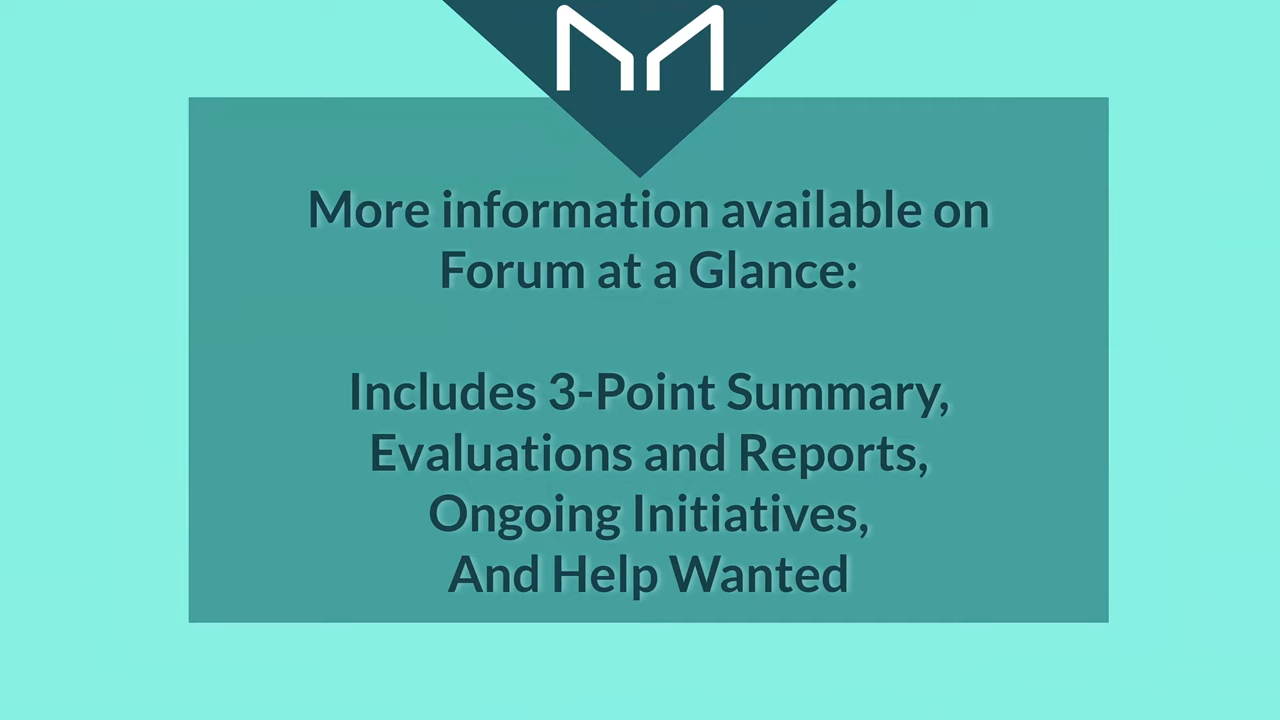 More information available on
Forum at a Glance:
Includes 3-Point Summary,
Evaluations and Reports,
Ongoing Initiatives,
And Help Wanted